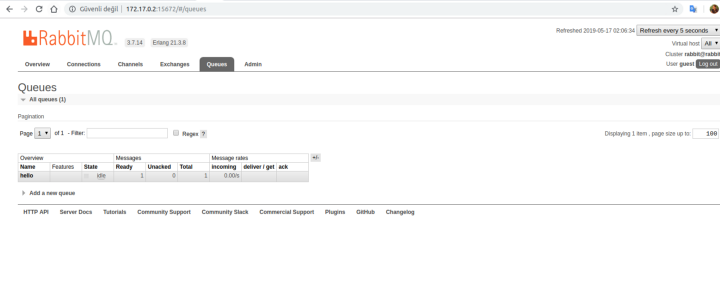 Güvenli değil | 172.17.0.2:15672/#/queues
RabbitMQ 3.7.14 Erlang 21.3.8
Refreshed 2019-05-17 02:06:34 Refresh every 5 seconds
Virtual host All
Cluster rabbit@rabbit
User guest Log out
Overview Connections Channels Exchanges Queues Admin
Queues
All queues (1)
Pagination
Page 1 of 1 - Filter: Regex ?
Displaying 1 item , page size up to: 100
Overview Messages Message rates +/-
Name Features State Ready Unacked Total incoming deliver / get ack
hello idle 1 0 1 0.00/s
Add a new queue
HTTP API Server Docs Tutorials Community Support Community Slack Commercial Support Plugins GitHub Changelog